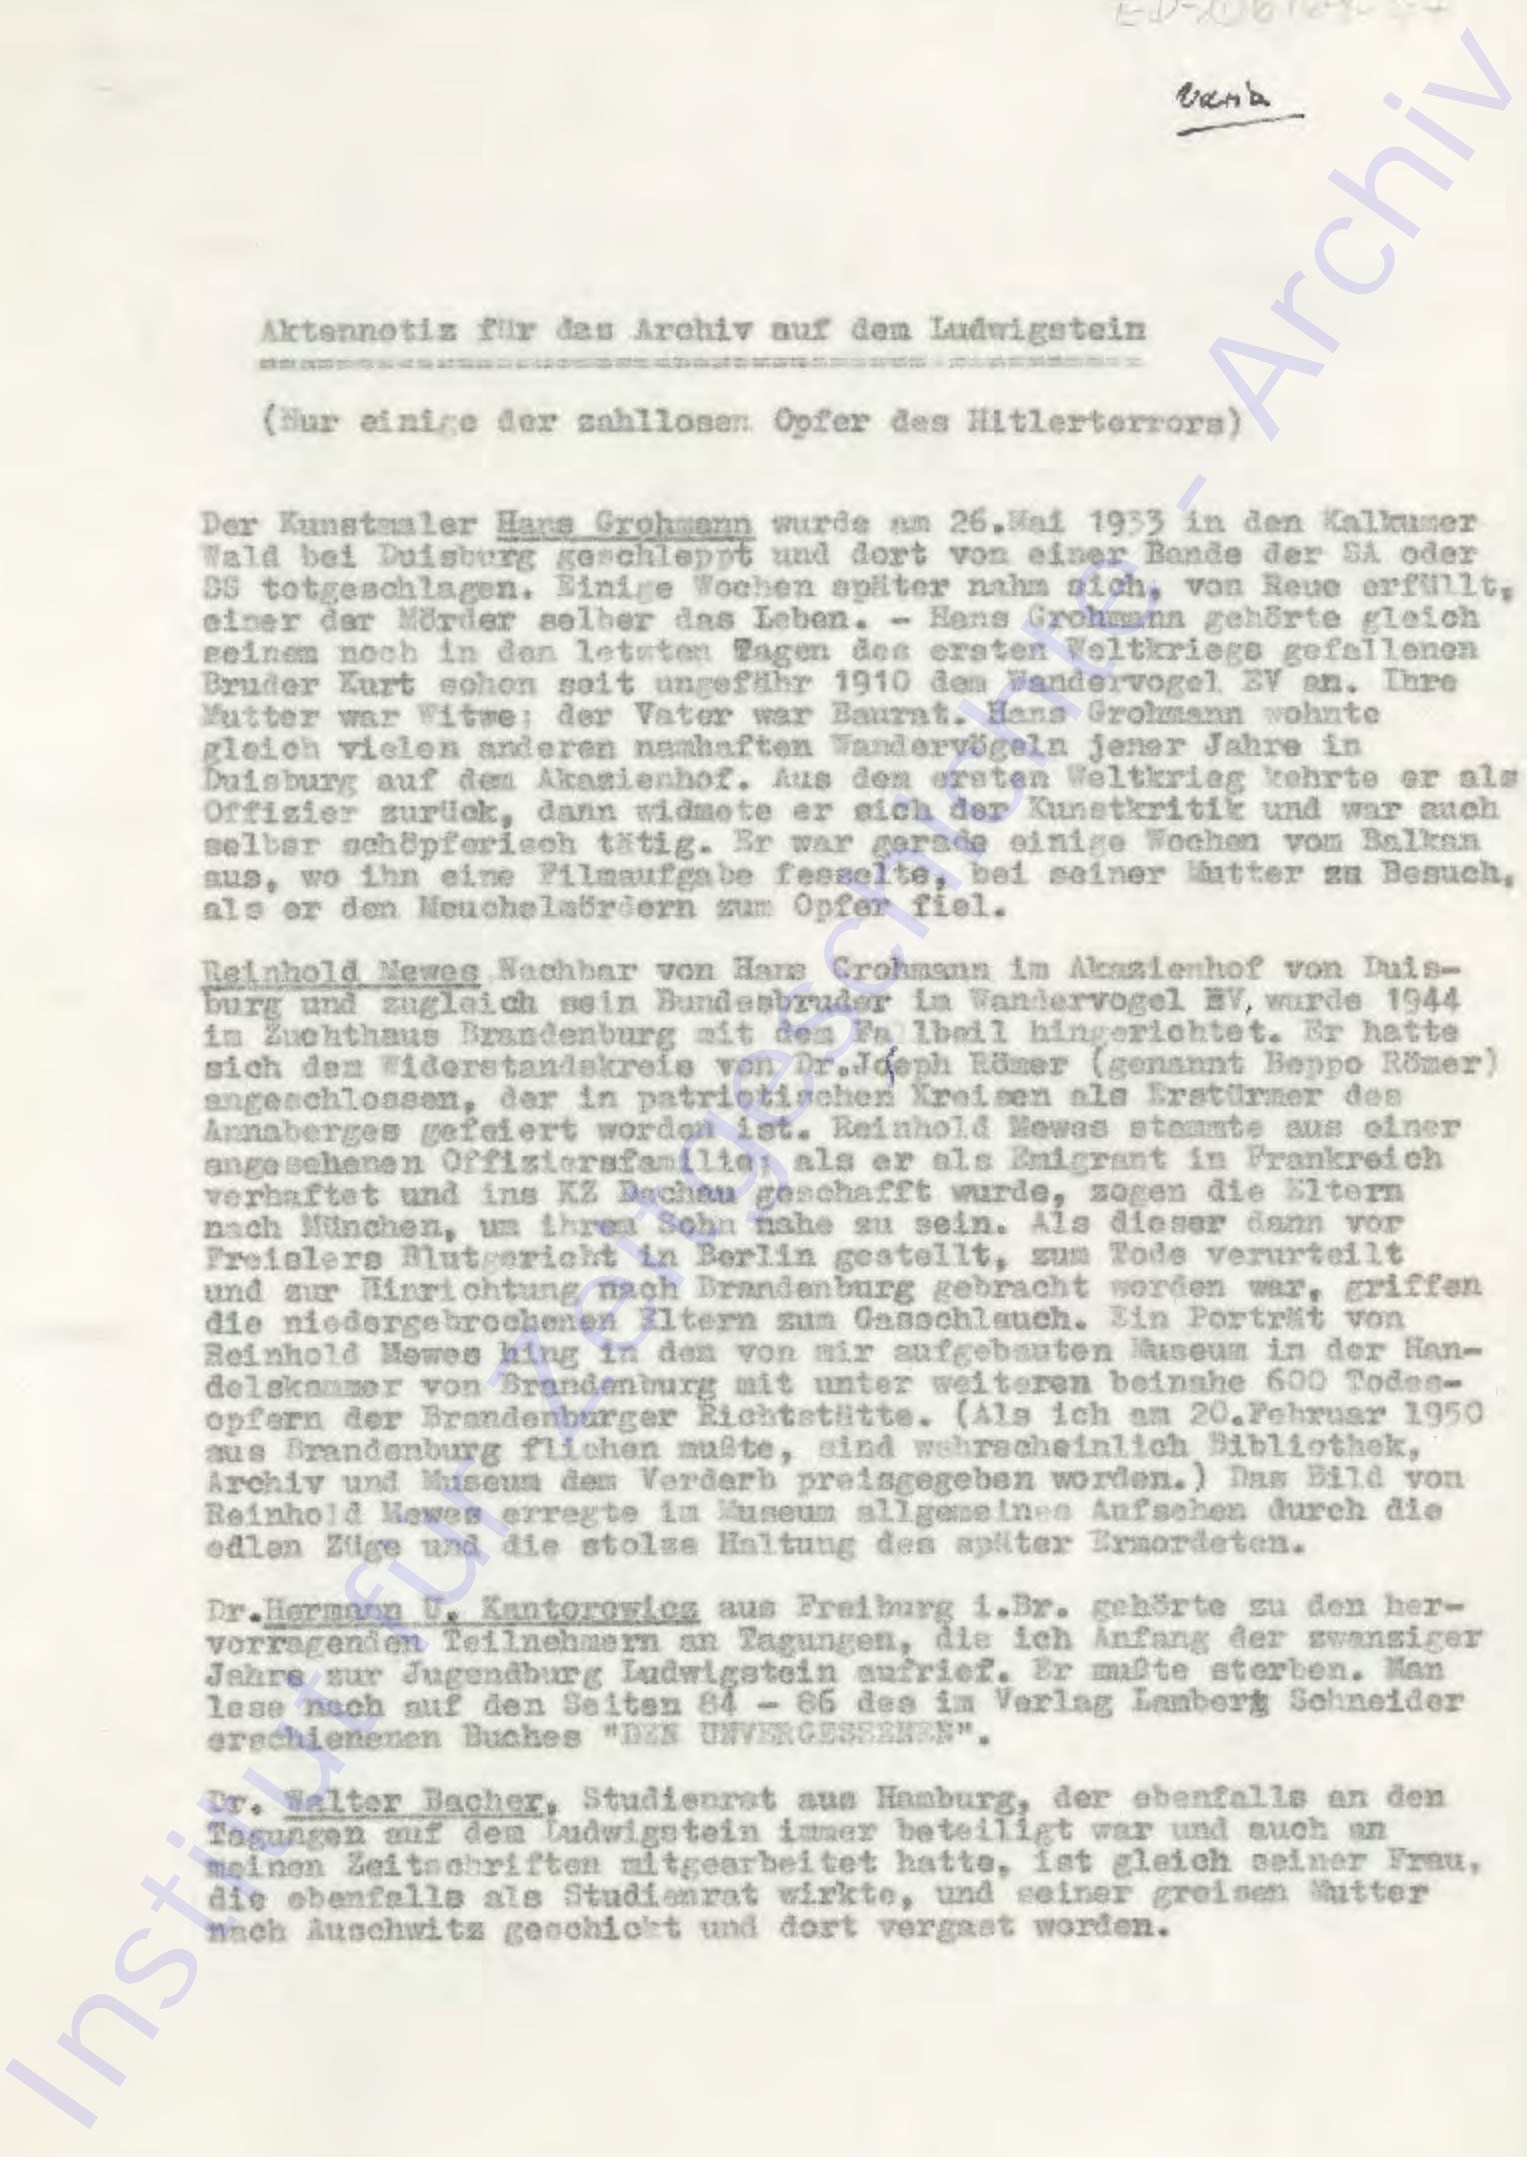 Varia
Aktennotiz für das Archiv auf dem Ludwigstein
(Nur einige der zahllosen Opfer des Hitlerterrors)
Der Kunstmaler Hans Grohmann wurde am 26.Mai 1933 in den Kalkumer
Wald bei Duisburg geschleppt und dort von einer Bande der SA oder
SS totgeschlagen. Einige Wochen später nahm sich, von Reue erfüllt,
einer der Mörder selber das Leben. - Hans Grohmann gehörte gleich
seinem noch in den letzten Tagen des ersten Weltkriegs gefallenen
Bruder Kurt schon seit ungefähr 1910 dem Wandervogel EV an. Ihre
Mutter war Witwe; der Vater war Baurat. Hans Grohmann wohnte
gleich vielen anderen namhaften Wandervögeln jener Jahre in
Duisburg auf dem Akazienhof. Aus dem ersten Weltkrieg kehrte er als
Offizier zurück, dann widmete er sich der Kunstkritik und war auch
selber schöpferisch tätig. Er war gerade einige Wochen vom Balkan
aus, wo ihn eine Filmaufgabe fesselte, bei seiner Mutter zu Besuch,
als er den Meuchelmördern zum Opfer fiel.
Reinhold Mewes Nachbar von Hans Grohmann im Akazienhof von Duis-
burg und zugleich sein Bundesbruder im Wandervogel EV, wurde 1944
im Zuchthaus Brandenburg mit dem Fallbeil hingerichtet. Er hatte
sich dem Widerstandskreis von Dr.Joseph Römer (genannt Beppo Römer)
angeschlossen, der in patriotischen Kreisen als Erstürmer des
Annaberges gefeiert worden ist. Reinhold Mewes stammte aus einer
angesehenen Offiziersfamilie; als er als Emigrant in Frankreich
verhaftet und ins KZ Dachau geschafft wurde, zogen die Eltern
nach München, um ihrem Sohn nahe zu sein. Als dieser dann vor
Freislers Blutgericht in Berlin gestellt, zum Tode verurteilt
und zur Hinrichtung nach Brandenburg gebracht worden war, griffen
die niedergebrochenen Eltern zum Gasschlauch. Ein Porträt von
Reinhold Mewes hing in dem von mir aufgebauten Museum in der Han-
delskammer von Brandenburg mit unter weiteren beinahe 600 Todes-
opfern der Brandenburger Richtstätte. (Als ich am 20.Februar 1950
aus Brandenburg fliehen mußte, sind wahrscheinlich Bibliothek,
Archiv und Museum dem Verderb preisgegeben worden.) Das Bild von
Reinhold Mewes erregte im Museum allgemeines Aufsehen durch die
edlen Züge und die stolze Haltung des später Ermordeten.
Dr.Hermann U. Kantorowicz aus Freiburg i.Br. gehörte zu den her-
vorragenden Teilnehmern an Tagungen, die ich Anfang der zwanziger
Jahre zur Jugendburg Ludwigstein aufrief. Er mußte sterben. Man
lese nach auf den Seiten 84 - 86 des im Verlag Lambert Schneider
erschienenen Buches "DEN UNVERGESSENEN".
Dr. Walter Bacher, Studienrat aus Hamburg, der ebenfalls an den
Tagungen auf dem Ludwigstein immer beteiligt war und auch an
meinen Zeitschriften mitgearbeitet hatte, ist gleich seiner Frau,
die ebenfalls als Studienrat wirkte, und seiner greisen Mutter
nach Auschwitz geschickt und dort vergast worden.
Institut für Zeitgeschichte - Archiv